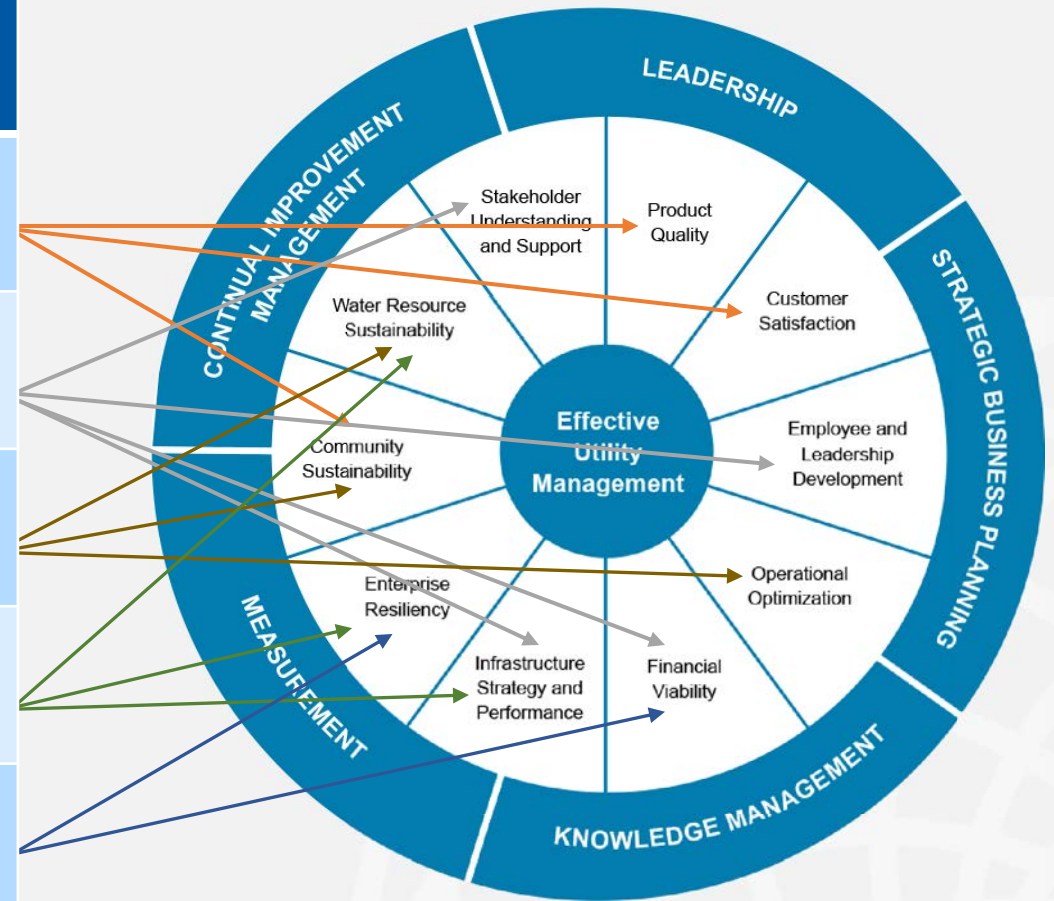 LEADERSHIP
CONTINUAL IMPROVEMENT
MANAGEMENT
STRATEGIC BUSINESS PLANNING
KNOWLEDGE MANAGEMENT
MEASUREMENT
Stakeholder
Understanding
and Support
Product
Quality
Customer
Satisfaction
Water Resource
Sustainability
Community
Sustainability
Effective
Utility
Management
Employee and
Leadership
Development
Operational
Optimization
Enterprise
Resiliency
Infrastructure
Strategy and
Performance
Financial
Viability